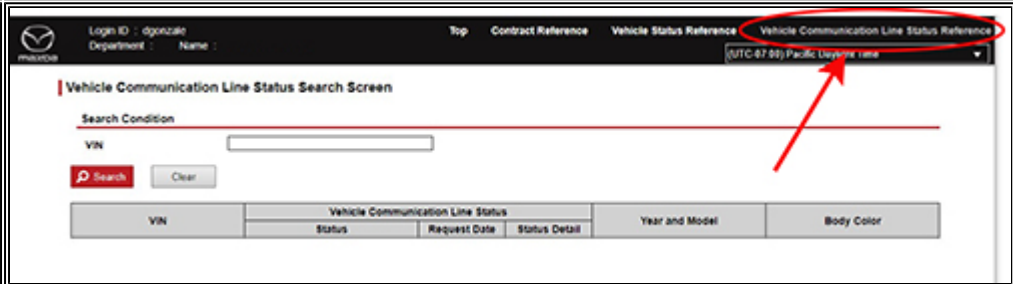 Login ID : dgonzale
Department : Name :
Top Contract Reference Vehicle Status Reference Vehicle Communication Line Status Reference
mazda
(UTC-07:00) Pacific Daylight Time
Vehicle Communication Line Status Search Screen
Search Condition
VIN
Search Clear
VIN Vehicle Communication Line Status Year and Model Body Color
Status Request Date Status Detail